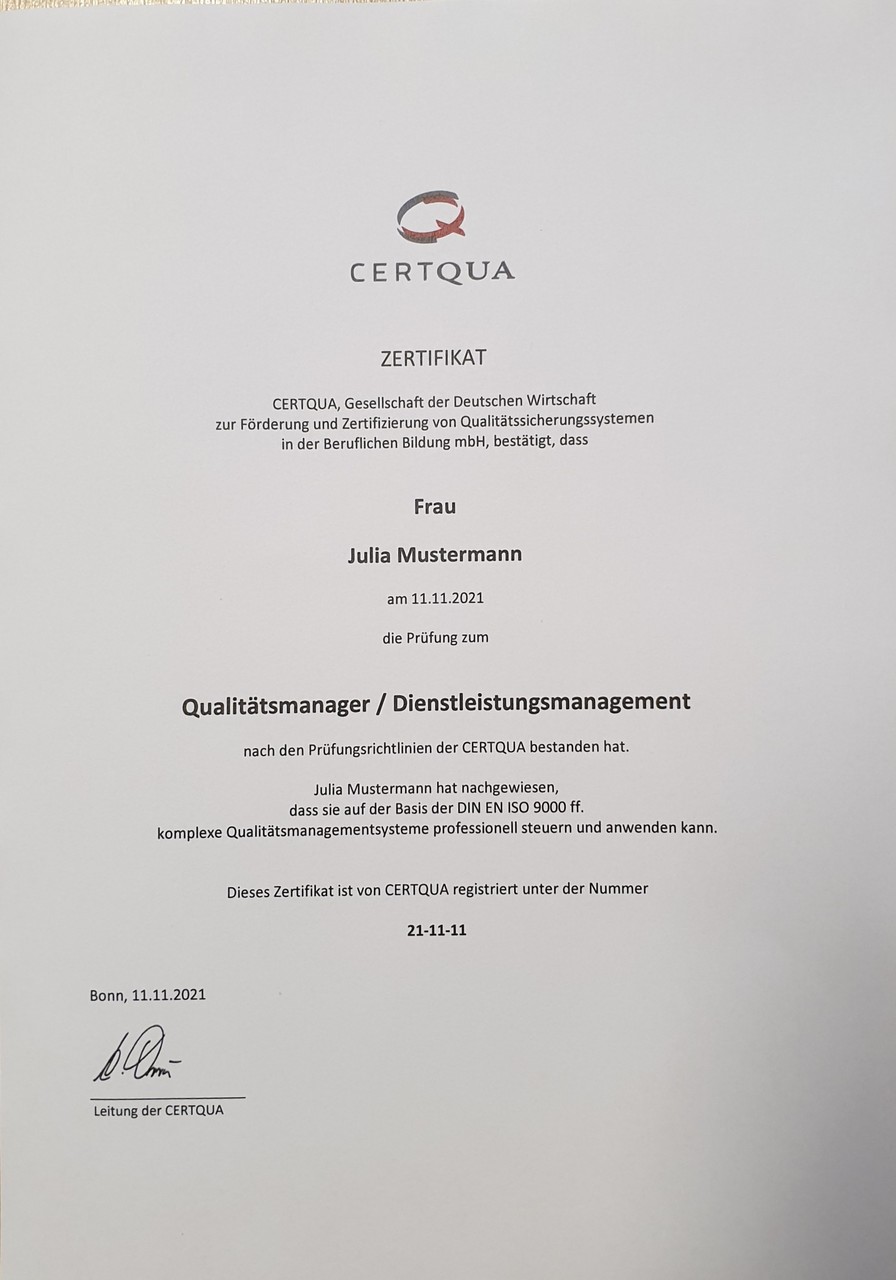 CERTQUA
ZERTIFIKAT
CERTQUA, Gesellschaft der Deutschen Wirtschaft
zur Förderung und Zertifizierung von Qualitätssicherungssystemen
in der Beruflichen Bildung mbH, bestätigt, dass
Frau
Julia Mustermann
am 11.11.2021
die Prüfung zum
Qualitätsmanager / Dienstleistungsmanagement
nach den Prüfungsrichtlinien der CERTQUA bestanden hat.
Julia Mustermann hat nachgewiesen,
dass sie auf der Basis der DIN EN ISO 9000 ff.
komplexe Qualitätsmanagementsysteme professionell steuern und anwenden kann.
Dieses Zertifikat ist von CERTQUA registriert unter der Nummer
21-11-11
Bonn, 11.11.2021
Leitung der CERTQUA